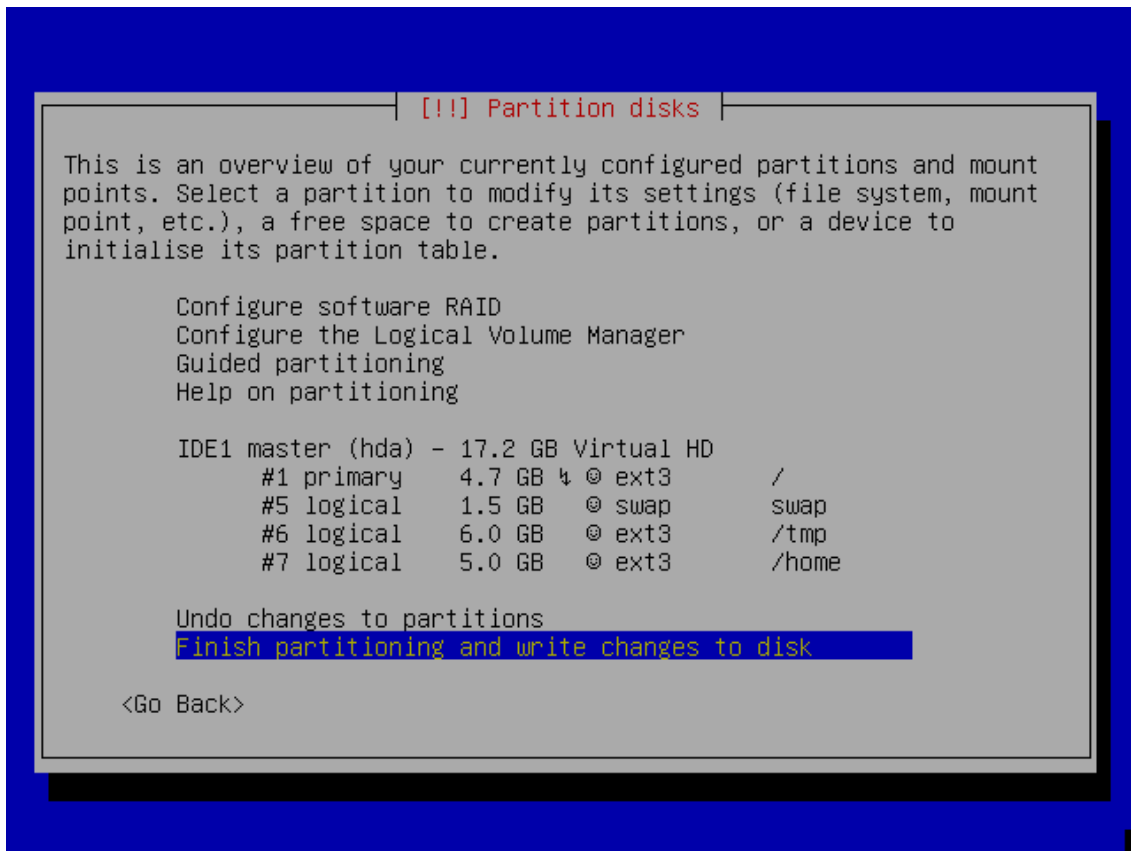 [!!] Partition disks
This is an overview of your currently configured partitions and mount
points. Select a partition to modify its settings (file system, mount
point, etc.), a free space to create partitions, or a device to
initialise its partition table.
Configure software RAID
Configure the Logical Volume Manager
Guided partitioning
Help on partitioning
IDE1 master (hda) - 17.2 GB Virtual HD
#1 primary 4.7 GB ↯ ☺ ext3 /
#5 logical 1.5 GB ☺ swap swap
#6 logical 6.0 GB ☺ ext3 /tmp
#7 logical 5.0 GB ☺ ext3 /home
Undo changes to partitions
Finish partitioning and write changes to disk
<Go Back>